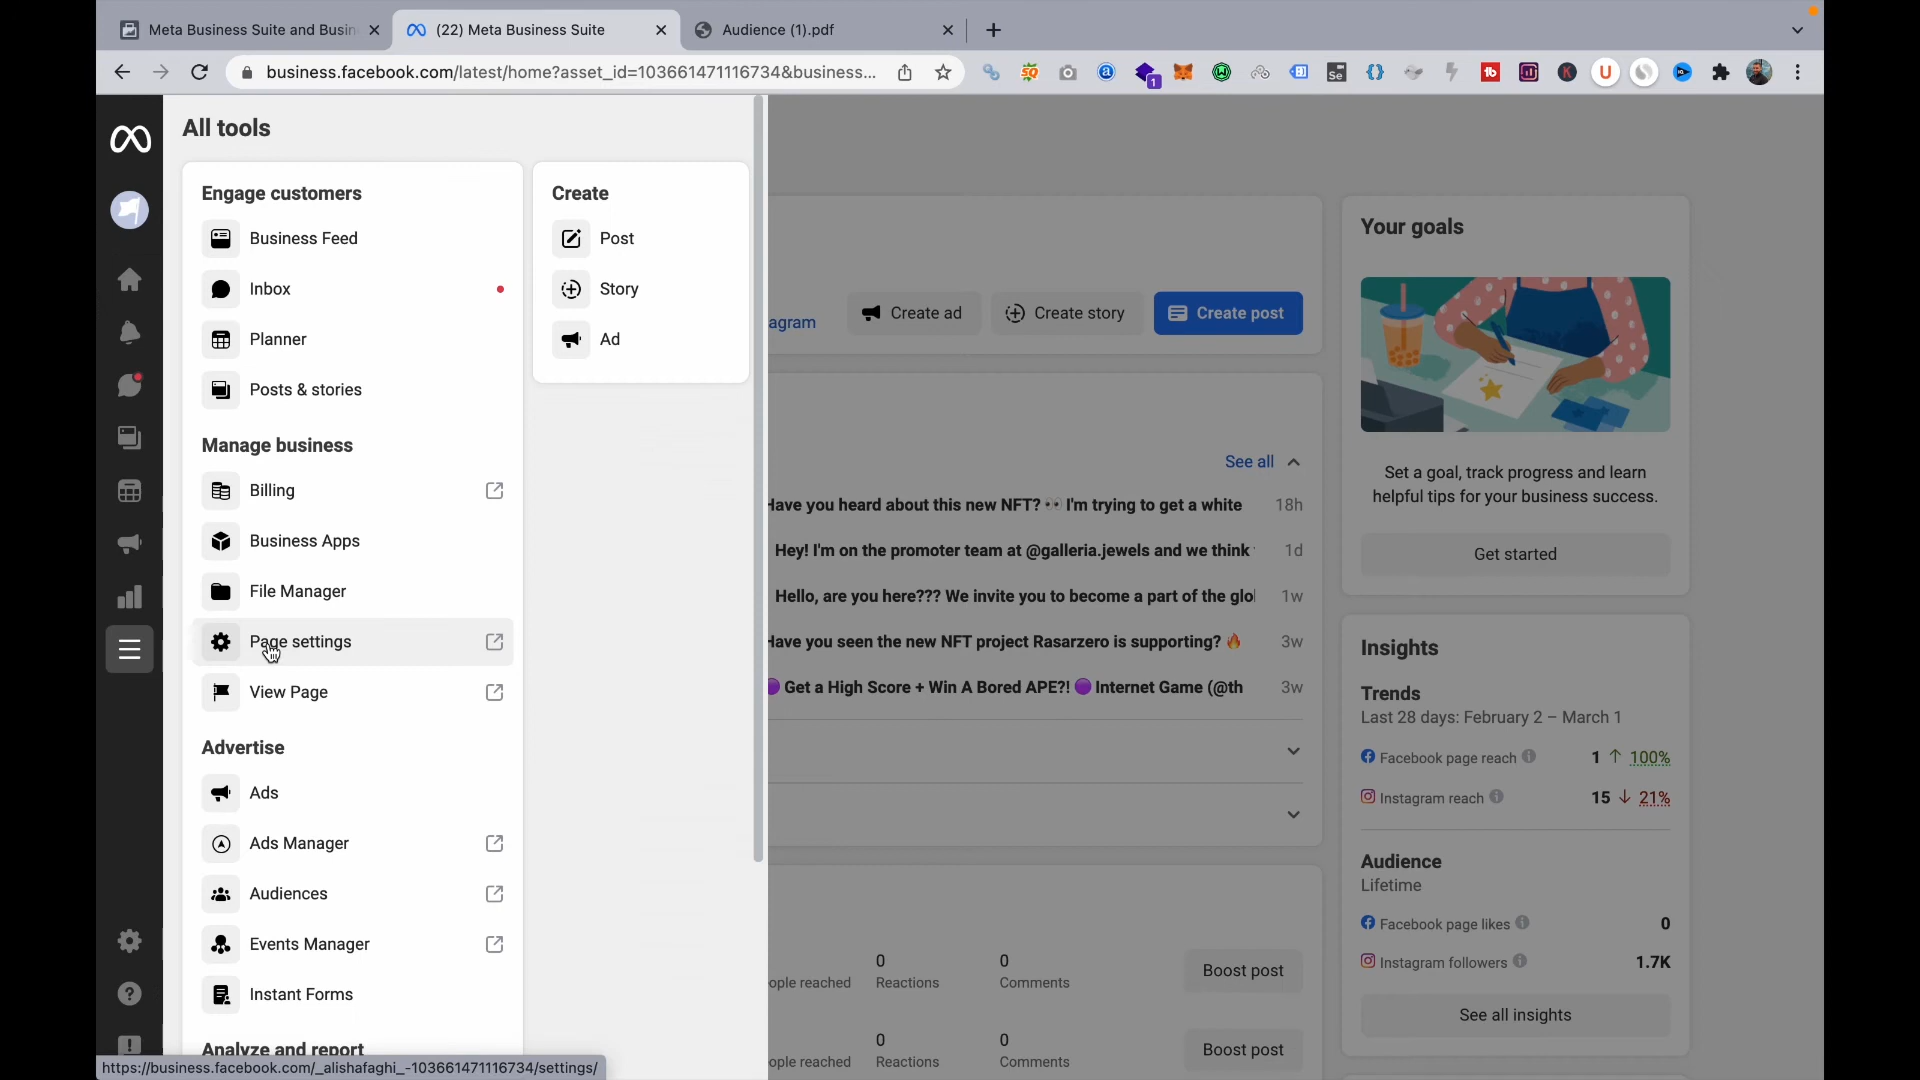 Meta Business Suite and Busin
(22) Meta Business Suite
Audience (1).pdf
business.facebook.com/latest/home?asset_id=103661471116734&business...
1
All tools
Engage customers
Business Feed
Inbox
Planner
Posts & stories
Manage business
Billing
Business Apps
File Manager
Page settings
View Page
Advertise
Ads
Ads Manager
Audiences
Events Manager
Instant Forms
Analyze and report
Create
Post
Story
Ad
agram
Create ad
Create story
Create post
See all
Have you heard about this new NFT? 👀 I'm trying to get a white 18h
Hey! I'm on the promoter team at @galleria.jewels and we think 1d
Hello, are you here??? We invite you to become a part of the glo 1w
Have you seen the new NFT project Rasarzero is supporting? 🔥 3w
🟣 Get a High Score + Win A Bored APE?! 🟣 Internet Game (@th 3w
0 0
ople reached Reactions Comments
Boost post
0 0
ople reached Reactions Comments
Boost post
Your goals
Set a goal, track progress and learn
helpful tips for your business success.
Get started
Insights
Trends
Last 28 days: February 2 – March 1
Facebook page reach 1 ↑ 100%
Instagram reach 15 ↓ 21%
Audience
Lifetime
Facebook page likes 0
Instagram followers 1.7K
See all insights
https://business.facebook.com/_alishafaghi_-103661471116734/settings/